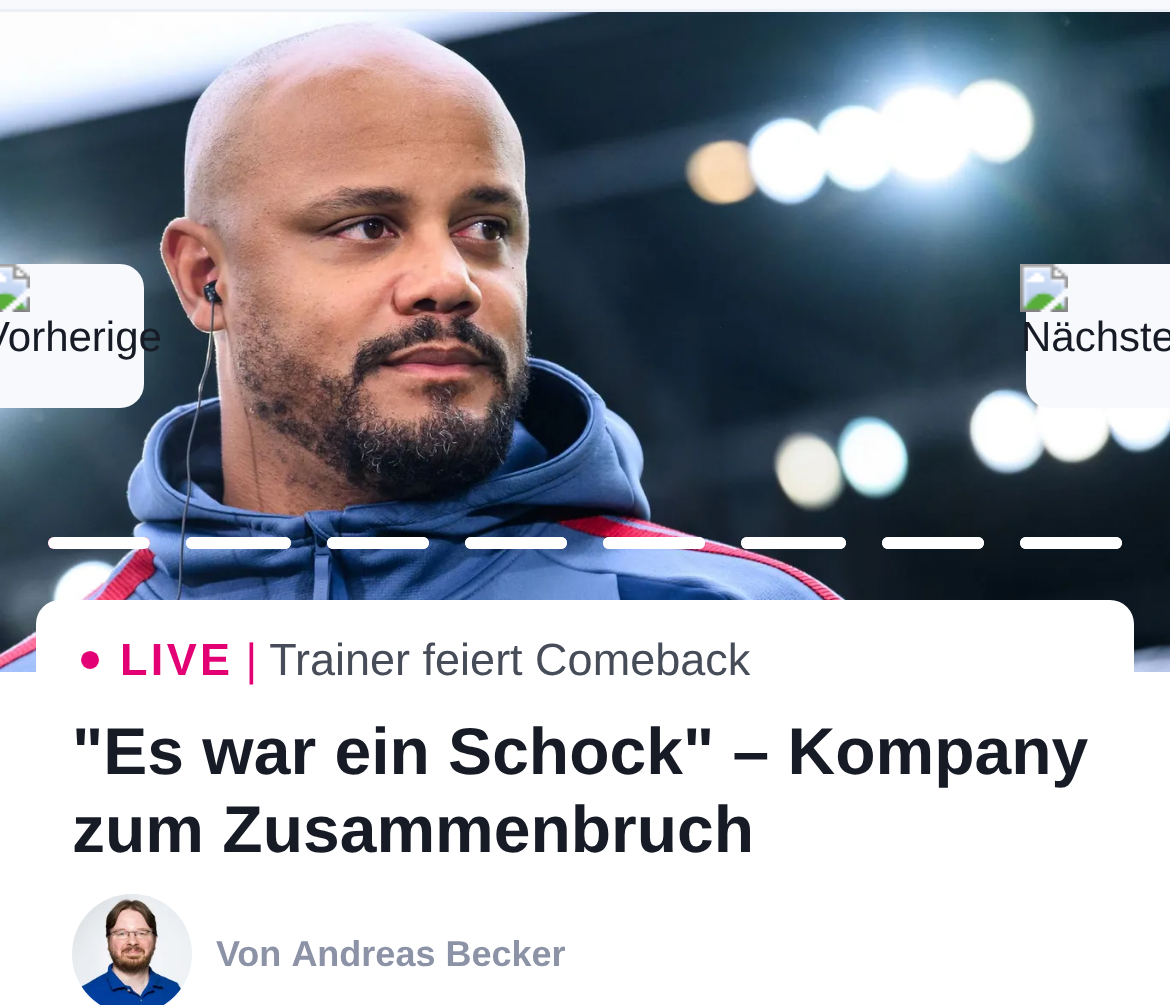 Vorherige
Nächste
LIVE | Trainer feiert Comeback
"Es war ein Schock" – Kompany
zum Zusammenbruch
Von Andreas Becker